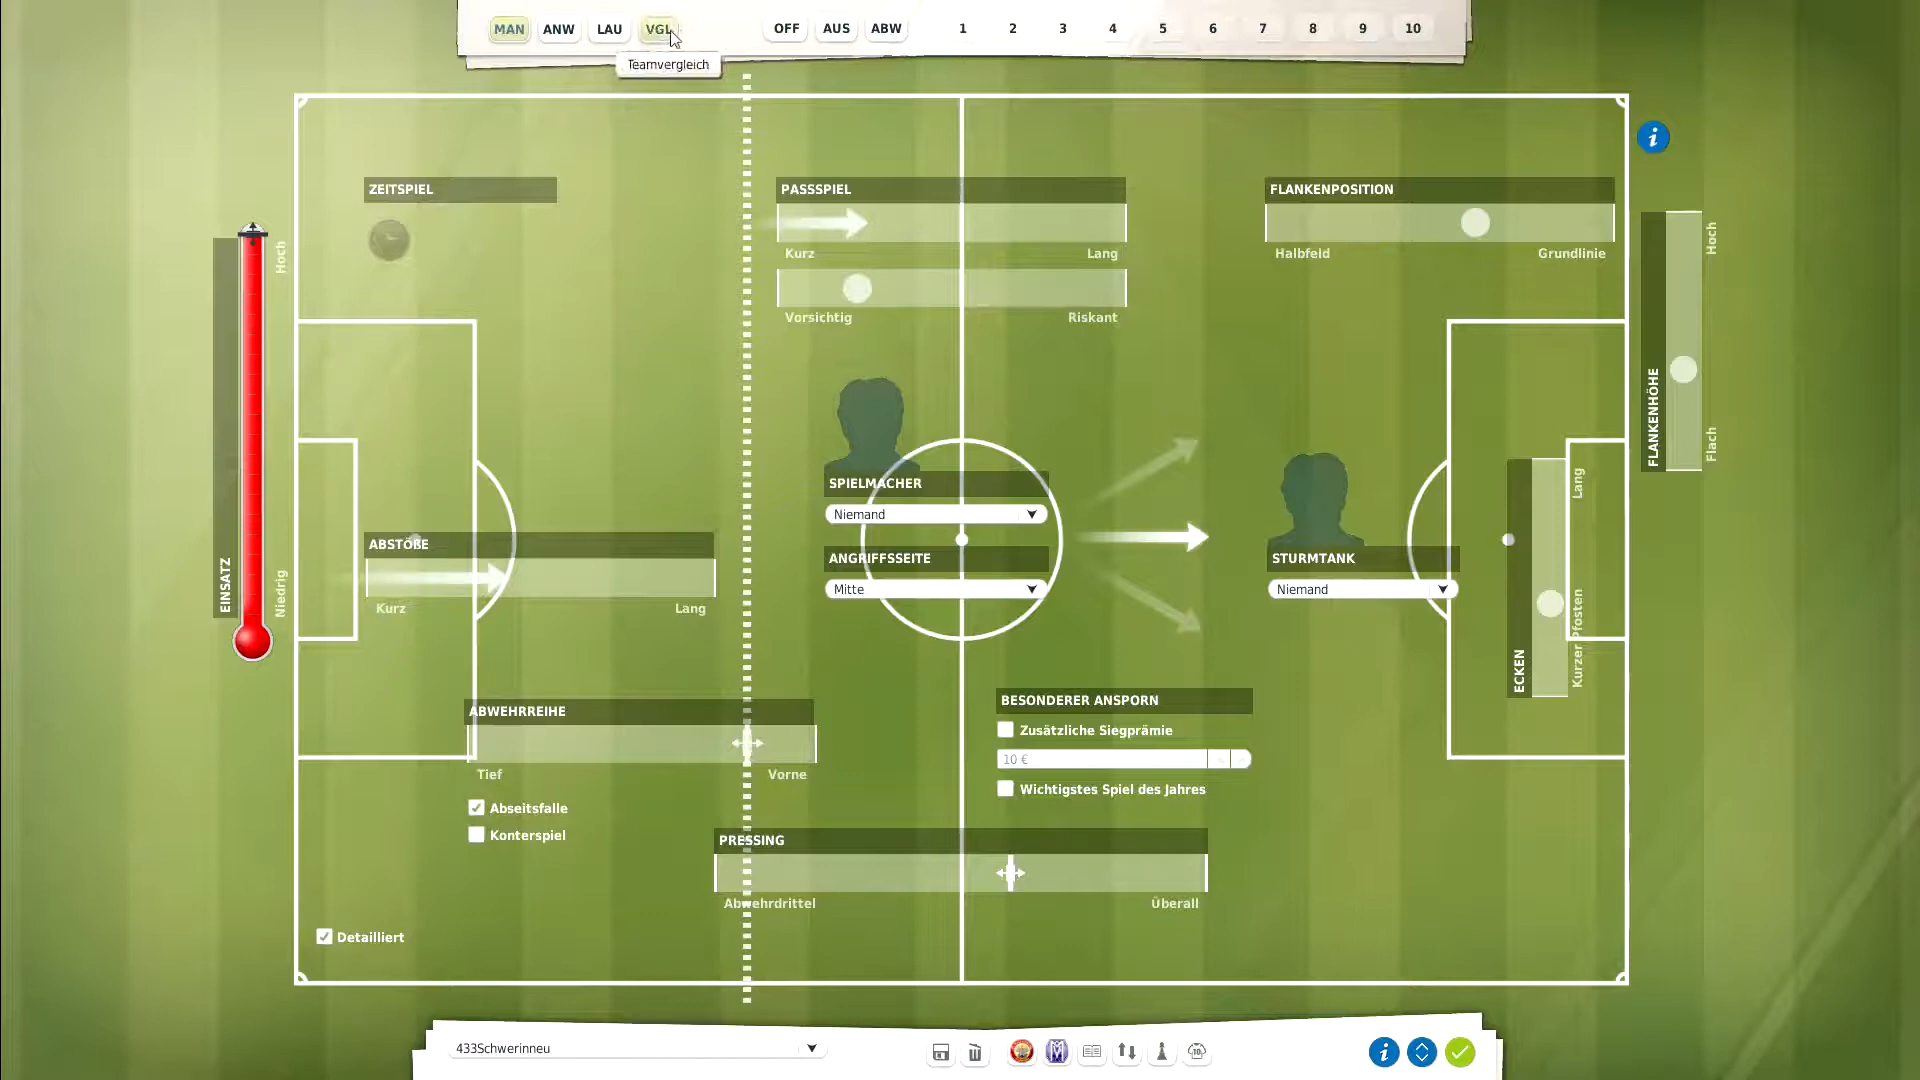 MAN ANW LAU VGL OFF AUS ABW 1 2 3 4 5 6 7 8 9 10
Teamvergleich
ZEITSPIEL
PASSSPIEL
Kurz Lang
Vorsichtig Riskant
FLANKENPOSITION
Halbfeld Grundlinie
EINSATZ
Hoch
Niedrig
FLANKENHÖHE
Hoch
Flach
SPIELMACHER
Niemand
ANGRIFFSSEITE
Mitte
STURMTANK
Niemand
ECKEN
Lang
Kurzer Pfosten
ABSTÖßE
Kurz Lang
ABWEHRREIHE
Tief Vorne
Abseitsfalle
Konterspiel
BESONDERER ANSPORN
Zusätzliche Siegprämie
10 €
Wichtigstes Spiel des Jahres
PRESSING
Abwehrdrittel Überall
Detailliert
433Schwerinneu